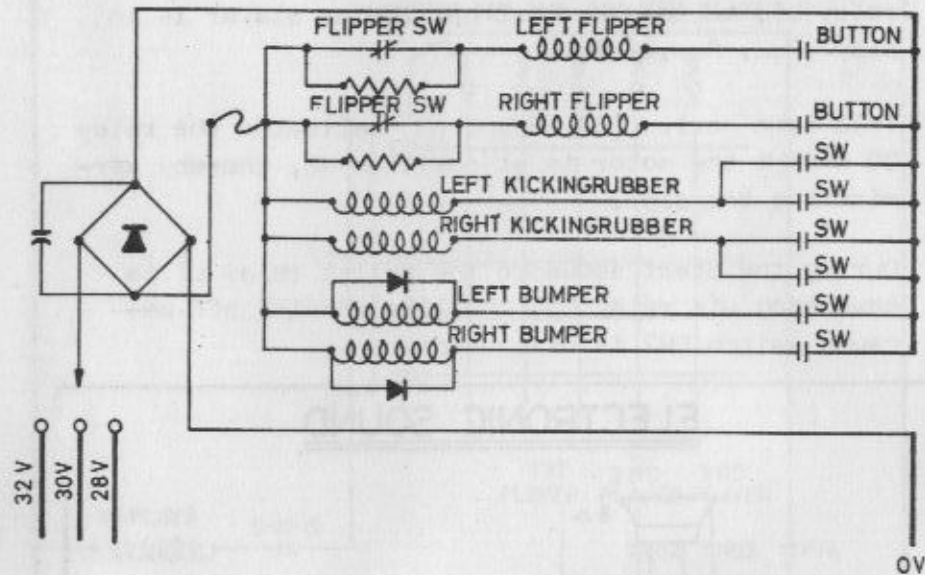 FLIPPER SW
LEFT FLIPPER
BUTTON
FLIPPER SW
RIGHT FLIPPER
BUTTON
SW
LEFT KICKINGRUBBER
SW
RIGHT KICKINGRUBBER
SW
SW
LEFT BUMPER
SW
RIGHT BUMPER
SW
ELECTRONIC SOUND
32 V
30V
28V
0V